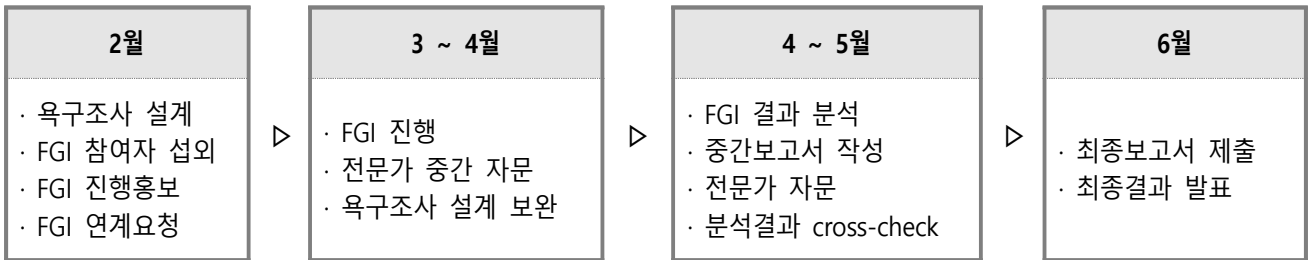 2월
· 욕구조사 설계
· FGI 참여자 섭외
· FGI 진행홍보
· FGI 연계요청
▷
3 ~ 4월
· FGI 진행
· 전문가 중간 자문
· 욕구조사 설계 보완
▷
4 ~ 5월
· FGI 결과 분석
· 중간보고서 작성
· 전문가 자문
· 분석결과 cross-check
▷
6월
· 최종보고서 제출
· 최종결과 발표